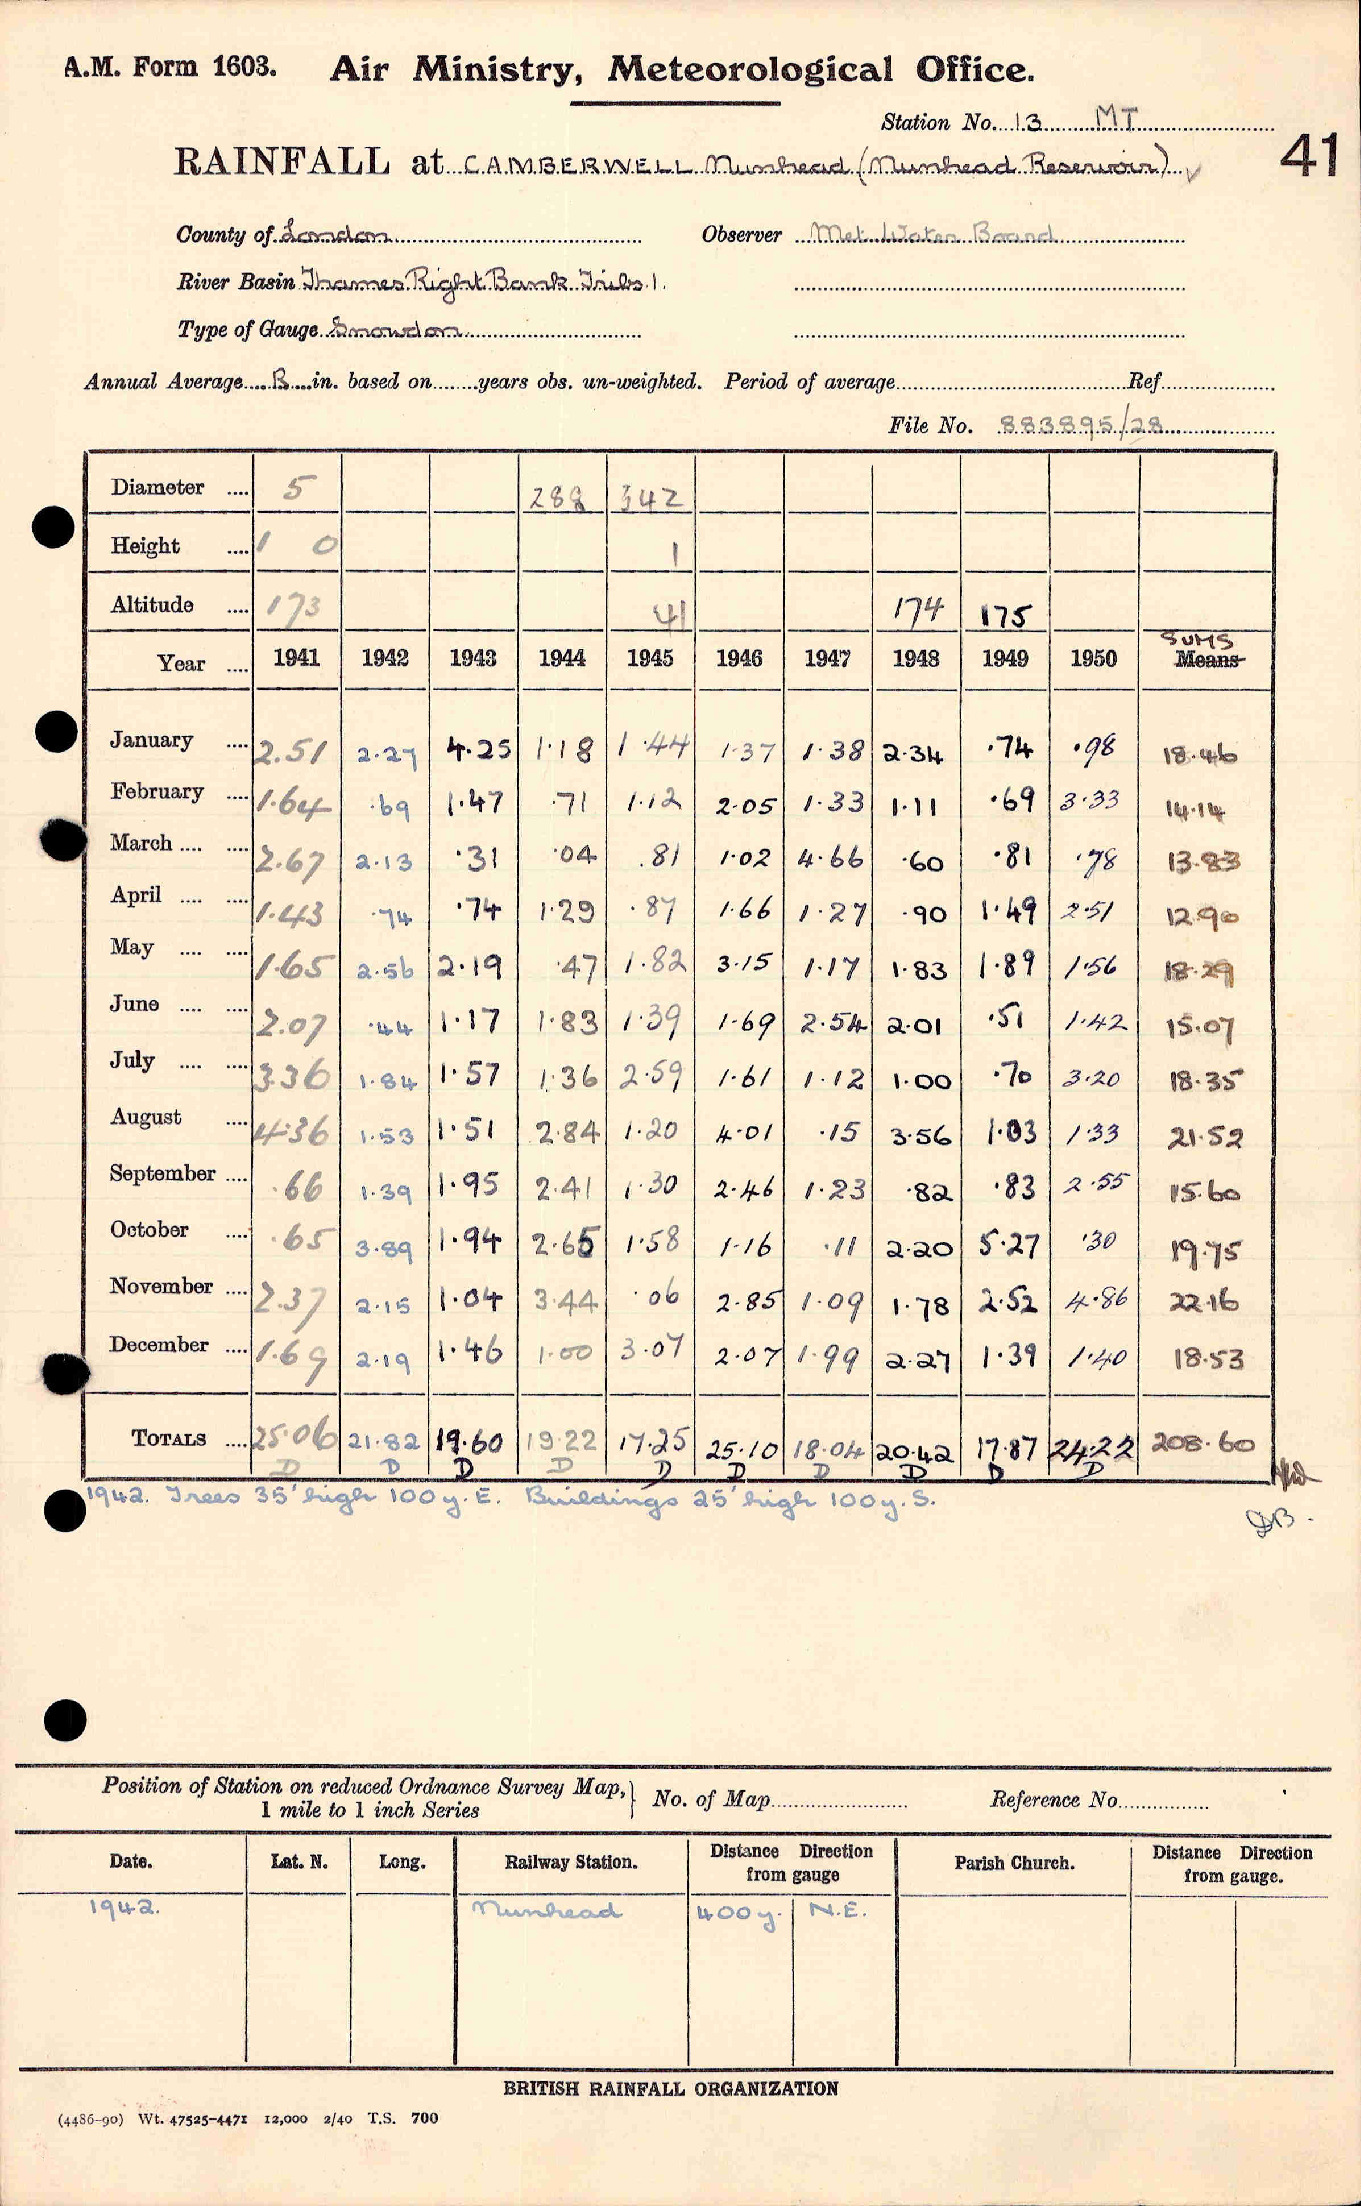 A.M. Form 1603. Air Ministry, Meteorological Office.
Station No. 13 MT
41
RAINFALL at CAMBERWELL Nunhead (Nunhead Reservoir)
County of London Observer Met. Water Board
River Basin Thames Right Bank Tribs 1.
Type of Gauge Snowdon
Annual Average B in. based on years obs. un-weighted. Period of average Ref
File No. 883895/28
Diameter 5 288 342
Height 1 0 1
Altitude 173 41 174 175
SUMS
Year 1941 1942 1943 1944 1945 1946 1947 1948 1949 1950 Means
January 2.51 2.27 4.25 1.18 1.44 1.37 1.38 2.34 .74 .98 18.46
February 1.64 .69 1.47 .71 1.12 2.05 1.33 1.11 .69 3.33 14.14
March 2.67 2.13 .31 .04 .81 1.02 4.66 .60 .81 .78 13.83
April 1.43 .74 .74 1.29 .87 1.66 1.27 .90 1.49 2.51 12.90
May 1.65 2.56 2.19 .47 1.82 3.15 1.17 1.83 1.89 1.56 18.29
June 2.07 .44 1.17 1.83 1.39 1.69 2.54 2.01 .51 1.42 15.07
July 3.36 1.84 1.57 1.36 2.59 1.61 1.12 1.00 .70 3.20 18.35
August 4.36 1.53 1.51 2.84 1.20 4.01 .15 3.56 1.03 1.33 21.52
September .66 1.39 1.95 2.41 1.30 2.46 1.23 .82 .83 2.55 15.60
October .65 3.89 1.94 2.65 1.58 1.16 .11 2.20 5.27 .30 19.75
November 2.37 2.15 1.04 3.44 .06 2.85 1.09 1.78 2.52 4.86 22.16
December 1.69 2.19 1.46 1.00 3.07 2.07 1.99 2.27 1.39 1.40 18.53
TOTALS 25.06 21.82 19.60 19.22 17.25 25.10 18.04 20.42 17.87 24.22 208.60
D D D D D D D D D D
1942. Trees 35' high 100y. E. Buildings 25' high 100y. S.
Position of Station on reduced Ordnance Survey Map, No. of Map Reference No.
1 mile to 1 inch Series
Date. Lat. N. Long. Railway Station. Distance Direction from gauge Parish Church. Distance Direction from gauge.
1942. Nunhead 400y. N.E.
BRITISH RAINFALL ORGANIZATION
(4486-90) Wt. 47525-4471 12,000 2/40 T.S. 700